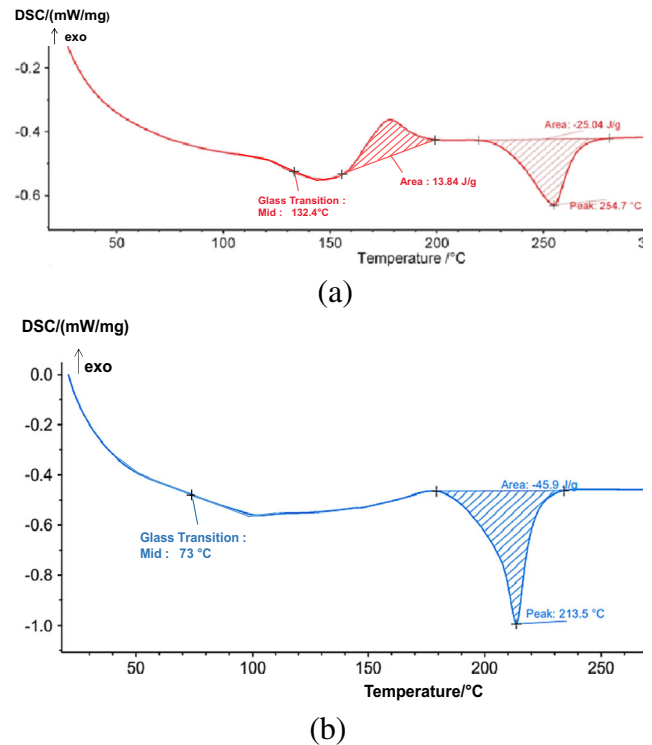 DSC/(mW/mg)
↑ exo
-0.2
-0.4
-0.6
Area: -25.04 J/g
Area : 13.84 J/g
Glass Transition :
Mid : 132.4°C
Peak: 254.7 °C
50 100 150 200 250 3
Temperature /°C
(a)
DSC/(mW/mg)
↑ exo
0.0
-0.4
-0.6
-0.8
-1.0
Area: -45.9 J/g
Glass Transition :
Mid : 73 °C
Peak: 213.5 °C
50 100 150 200 250
Temperature/°C
(b)